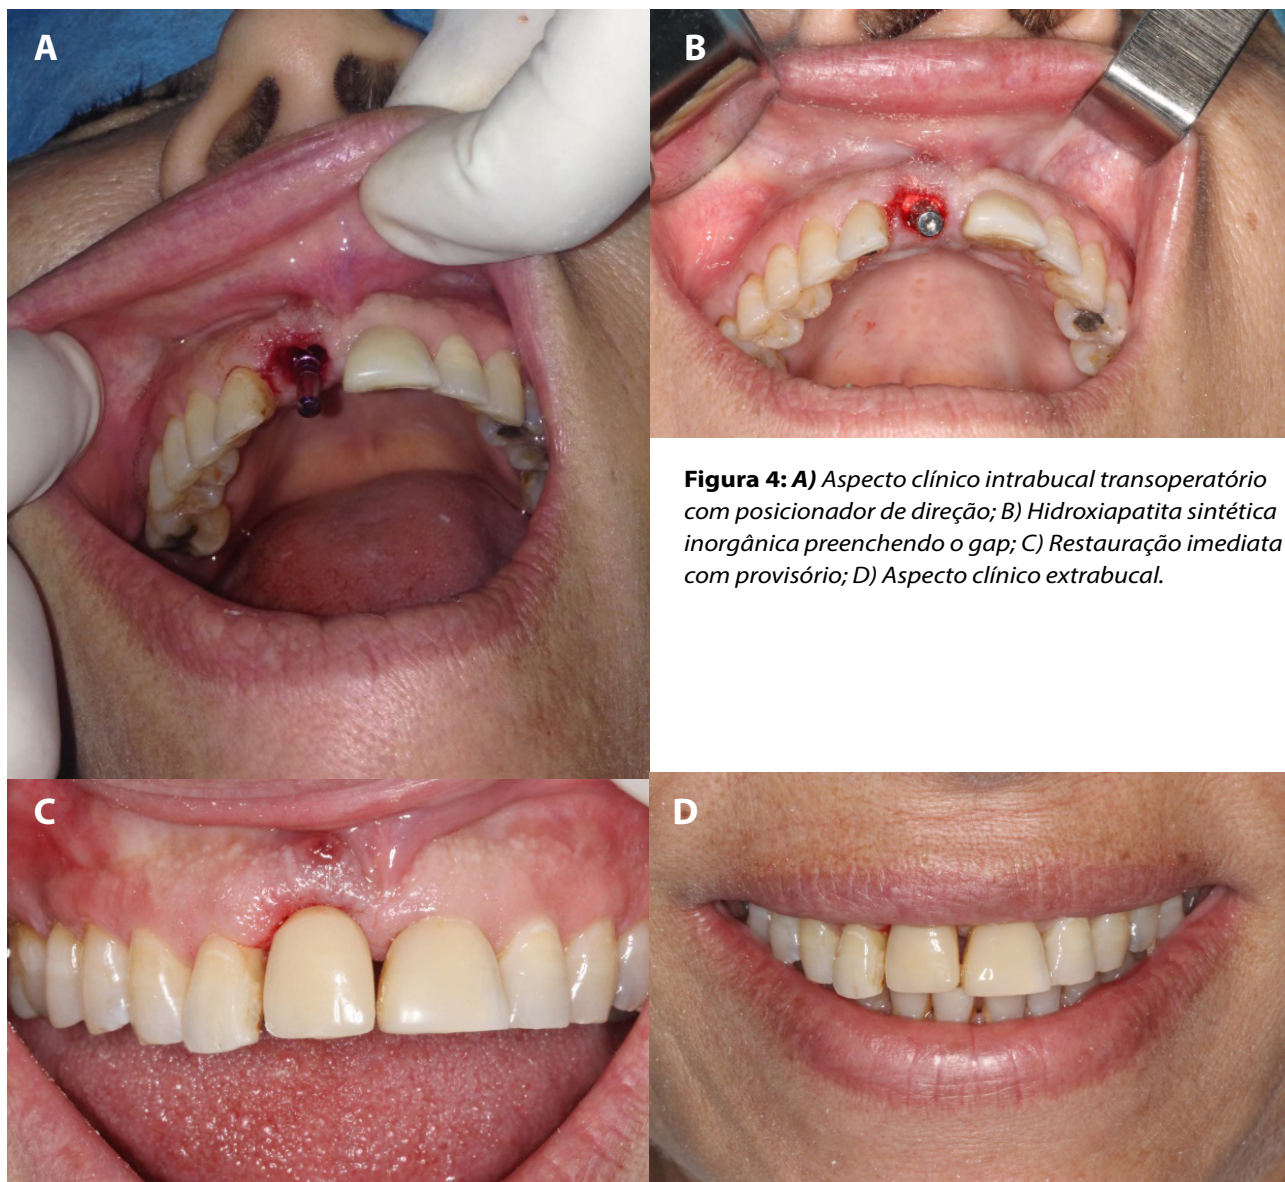 A
B
Figura 4: A) Aspecto clínico intrabucal transoperatório
com posicionador de direção; B) Hidroxiapatita sintética
inorgânica preenchendo o gap; C) Restauração imediata
com provisório; D) Aspecto clínico extrabucal.
C
D